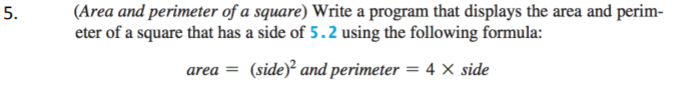 5. (Area and perimeter of a square) Write a program that displays the area and perim-
eter of a square that has a side of 5.2 using the following formula:
area = (side)² and perimeter = 4 × side